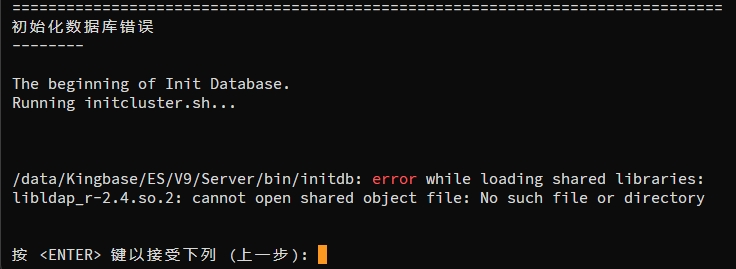 ===============================================================================
初始化数据库错误
--------
The beginning of Init Database.
Running initcluster.sh...
/data/Kingbase/ES/V9/Server/bin/initdb: error while loading shared libraries:
libldap_r-2.4.so.2: cannot open shared object file: No such file or directory
按 <ENTER> 键以接受下列 (上一步):